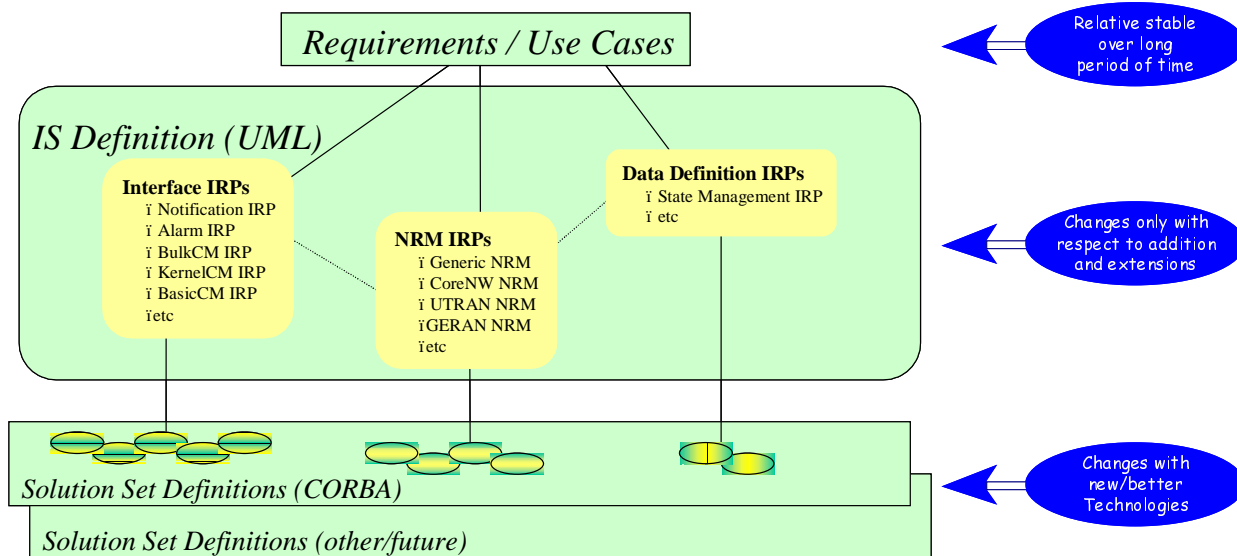 Requirements / Use Cases
Relative stable
over long
period of time
IS Definition (UML)
Interface IRPs
ï Notification IRP
ï Alarm IRP
ï BulkCM IRP
ï KernelCM IRP
ï BasicCM IRP
ïetc
NRM IRPs
ï Generic NRM
ï CoreNW NRM
ï UTRAN NRM
ïGERAN NRM
ïetc
Data Definition IRPs
ï State Management IRP
ï etc
Changes only with
respect to addition
and extensions
Solution Set Definitions (CORBA)
Solution Set Definitions (other/future)
Changes with
new/better
Technologies